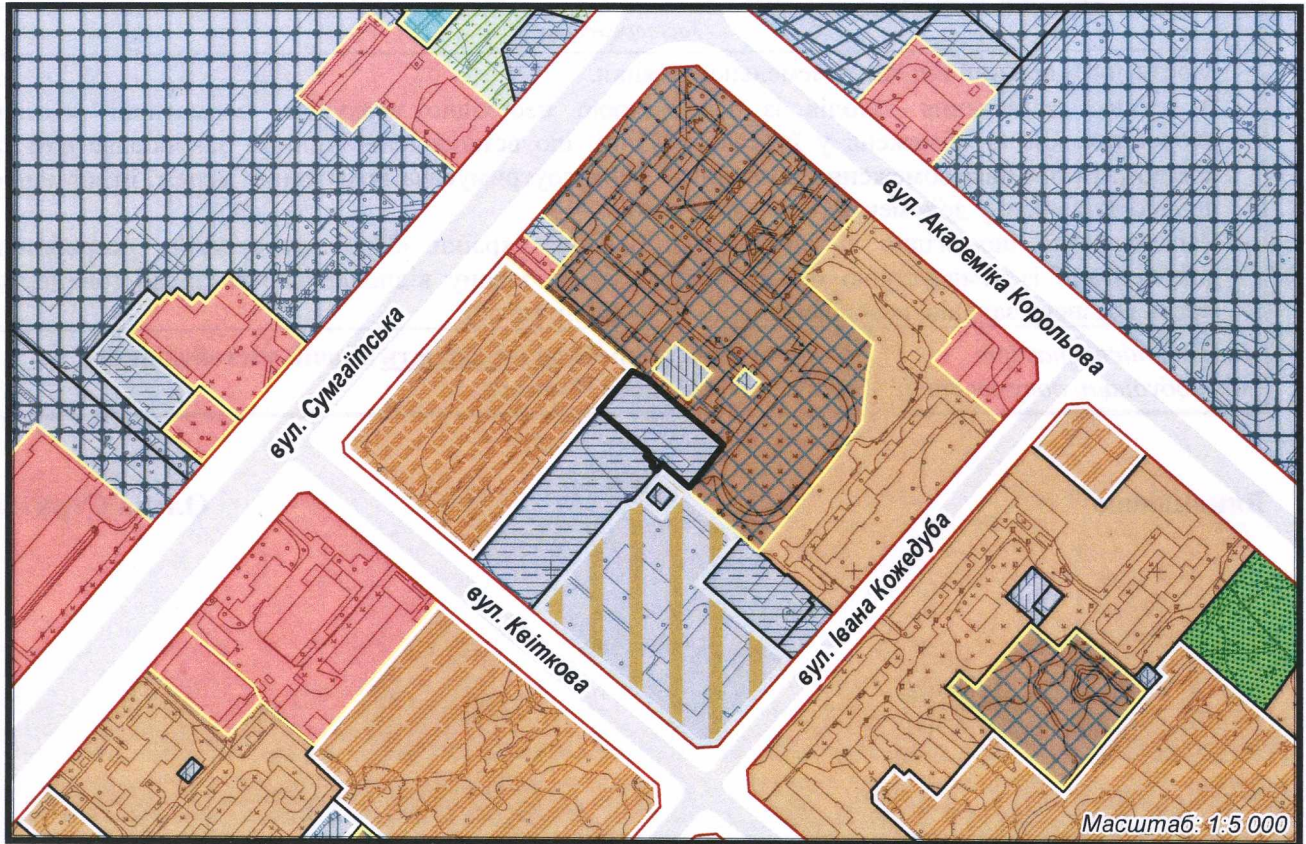 вул. Академіка Корольова
вул. Сумгаїтська
вул. Івана Кожедуба
вул. Квіткова
Масштаб: 1:5 000